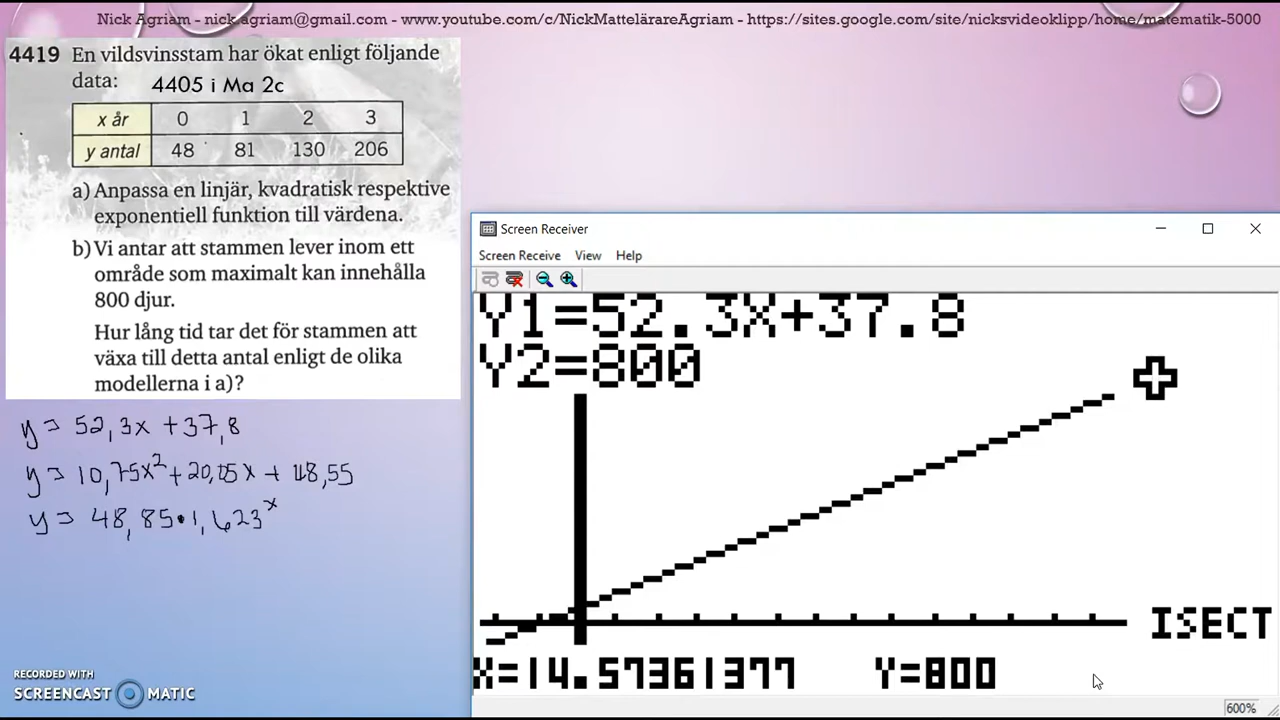 Nick Agriam - nick.agriam@gmail.com - www.youtube.com/c/NickMattelärareAgriam - https://sites.google.com/site/nicksvideoklipp/home/matematik-5000
4419 En vildsvinsstam har ökat enligt följande
data: 4405 i Ma 2c
x år 0 1 2 3
y antal 48 81 130 206
a) Anpassa en linjär, kvadratisk respektive
exponentiell funktion till värdena.
b) Vi antar att stammen lever inom ett
område som maximalt kan innehålla
800 djur.
Hur lång tid tar det för stammen att
växa till detta antal enligt de olika
modellerna i a)?
y = 52,3x + 37,8
y = 10,75x² + 20,05x + 48,55
y = 48,85·1,623ˣ
RECORDED WITH
SCREENCAST MATIC
Screen Receiver
Screen Receive View Help
Y1=52.3X+37.8
Y2=800
ISECT
X=14.57361377 Y=800
600%